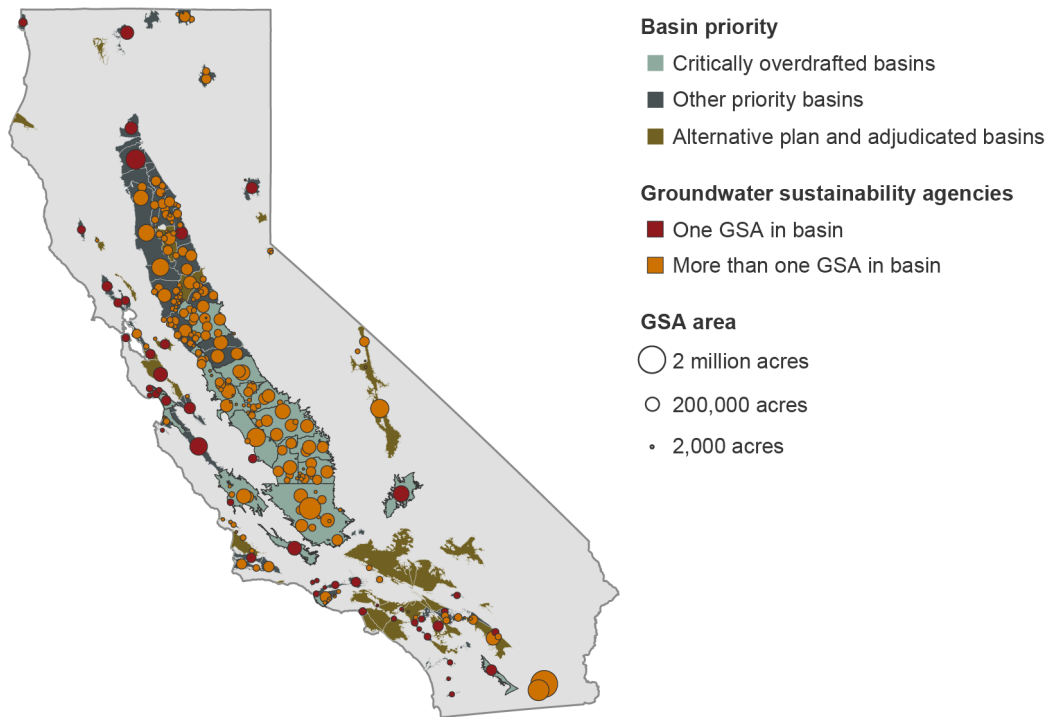 Basin priority
Critically overdrafted basins
Other priority basins
Alternative plan and adjudicated basins
Groundwater sustainability agencies
One GSA in basin
More than one GSA in basin
GSA area
2 million acres
200,000 acres
2,000 acres